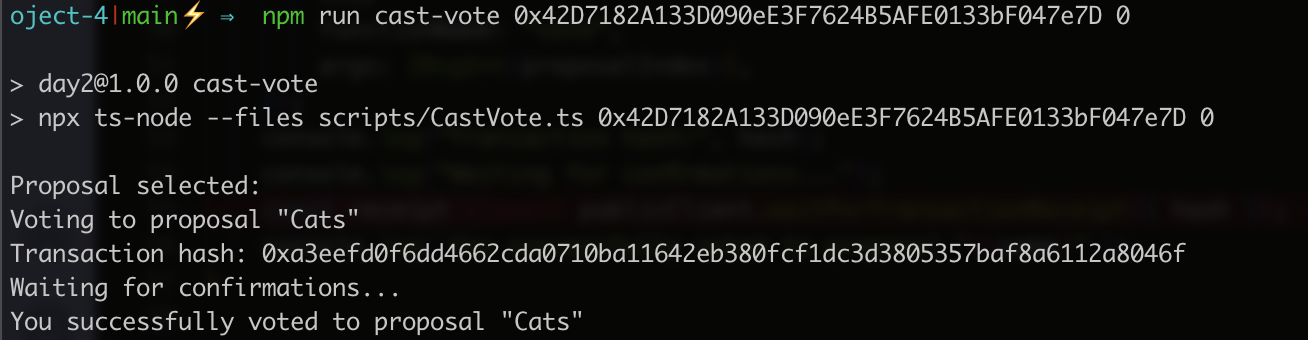 oject-4|main⚡ ⇒ npm run cast-vote 0x42D7182A133D090eE3F7624B5AFE0133bF047e7D 0
> day2@1.0.0 cast-vote
> npx ts-node --files scripts/CastVote.ts 0x42D7182A133D090eE3F7624B5AFE0133bF047e7D 0
Proposal selected:
Voting to proposal "Cats"
Transaction hash: 0xa3eefd0f6dd4662cda0710ba11642eb380fcf1dc3d3805357baf8a6112a8046f
Waiting for confirmations...
You successfully voted to proposal "Cats"